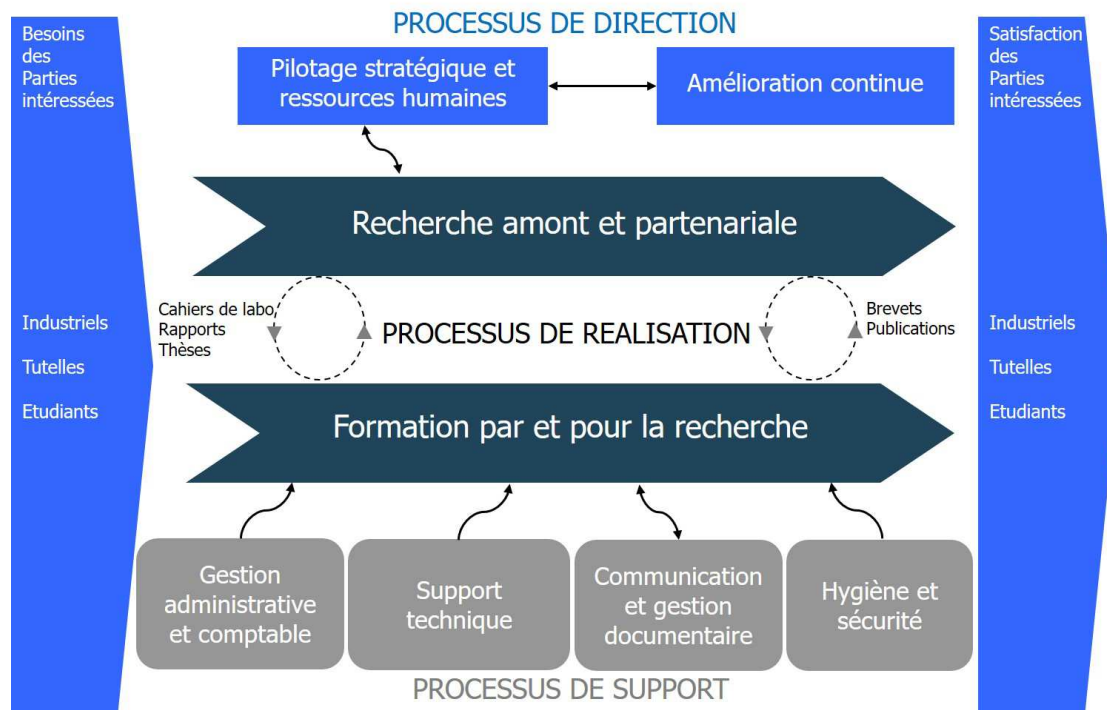 Besoins
des
Parties
intéressées
Industriels
Tutelles
Etudiants
PROCESSUS DE DIRECTION
Pilotage stratégique et
ressources humaines
Amélioration continue
Recherche amont et partenariale
Cahiers de labo
Rapports
Thèses
PROCESSUS DE REALISATION
Brevets
Publications
Formation par et pour la recherche
Gestion
administrative
et comptable
Support
technique
Communication
et gestion
documentaire
Hygiène et
sécurité
PROCESSUS DE SUPPORT
Satisfaction
des
Parties
intéressées
Industriels
Tutelles
Etudiants